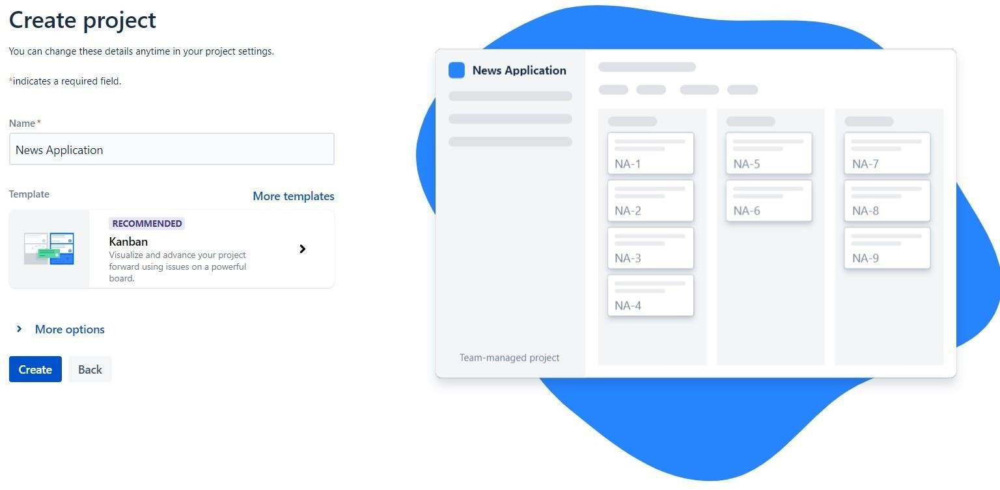 Create project
You can change these details anytime in your project settings.
*indicates a required field.
Name*
News Application
Template
More templates
RECOMMENDED
Kanban
Visualize and advance your project
forward using issues on a powerful
board.
More options
Create
Back
News Application
Team-managed project
NA-1
NA-2
NA-3
NA-4
NA-5
NA-6
NA-7
NA-8
NA-9